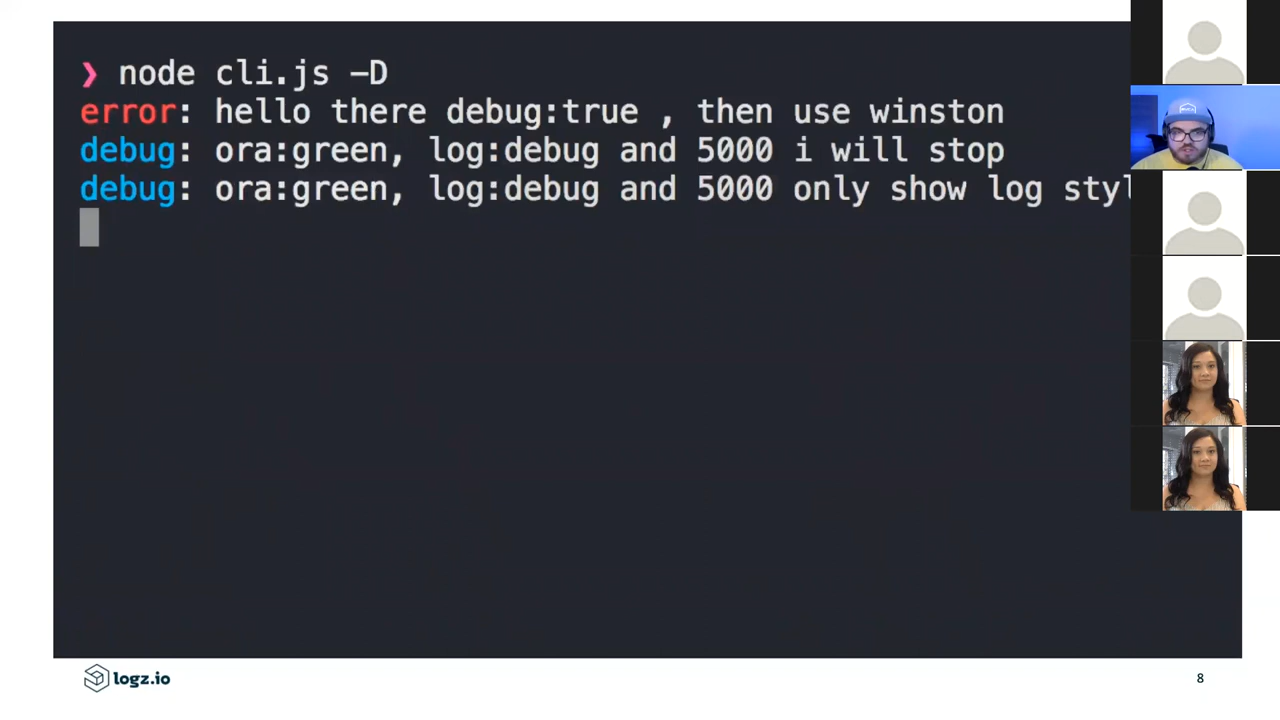 ❯ node cli.js -D
error: hello there debug:true , then use winston
debug: ora:green, log:debug and 5000 i will stop
debug: ora:green, log:debug and 5000 only show log
logz.io
8